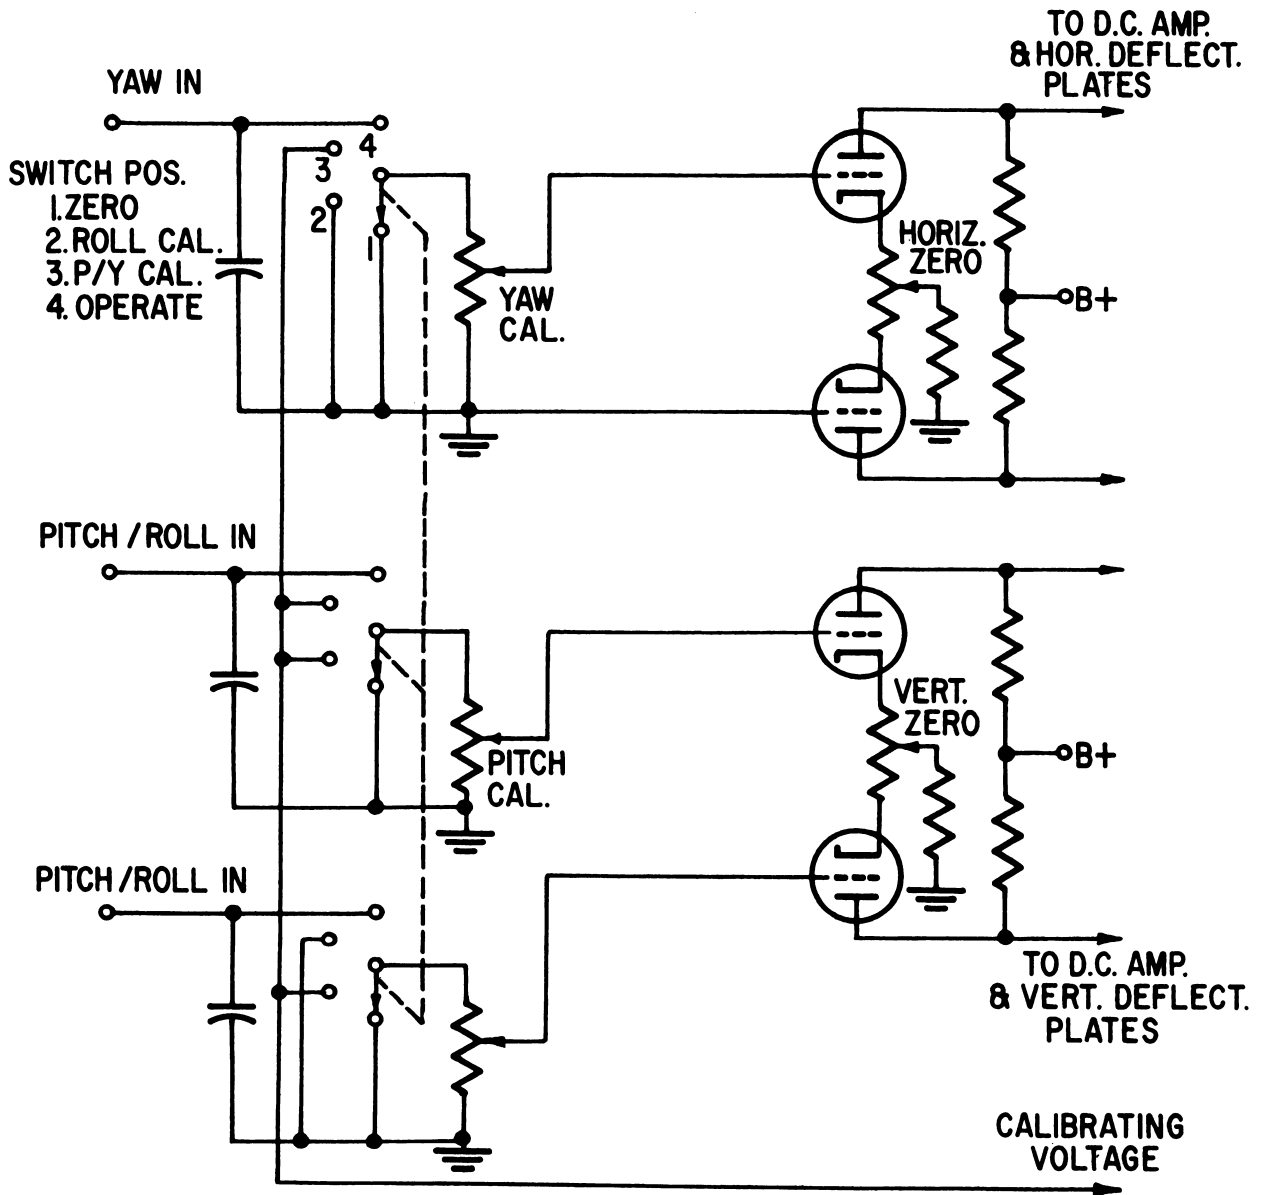 TO D.C. AMP.
& HOR. DEFLECT.
PLATES
YAW IN
4
3
2
1
SWITCH POS.
1. ZERO
2. ROLL CAL.
3. P/Y CAL.
4. OPERATE
YAW
CAL.
HORIZ.
ZERO
B+
PITCH / ROLL IN
PITCH
CAL.
VERT.
ZERO
B+
PITCH / ROLL IN
TO D.C. AMP.
& VERT. DEFLECT.
PLATES
CALIBRATING
VOLTAGE